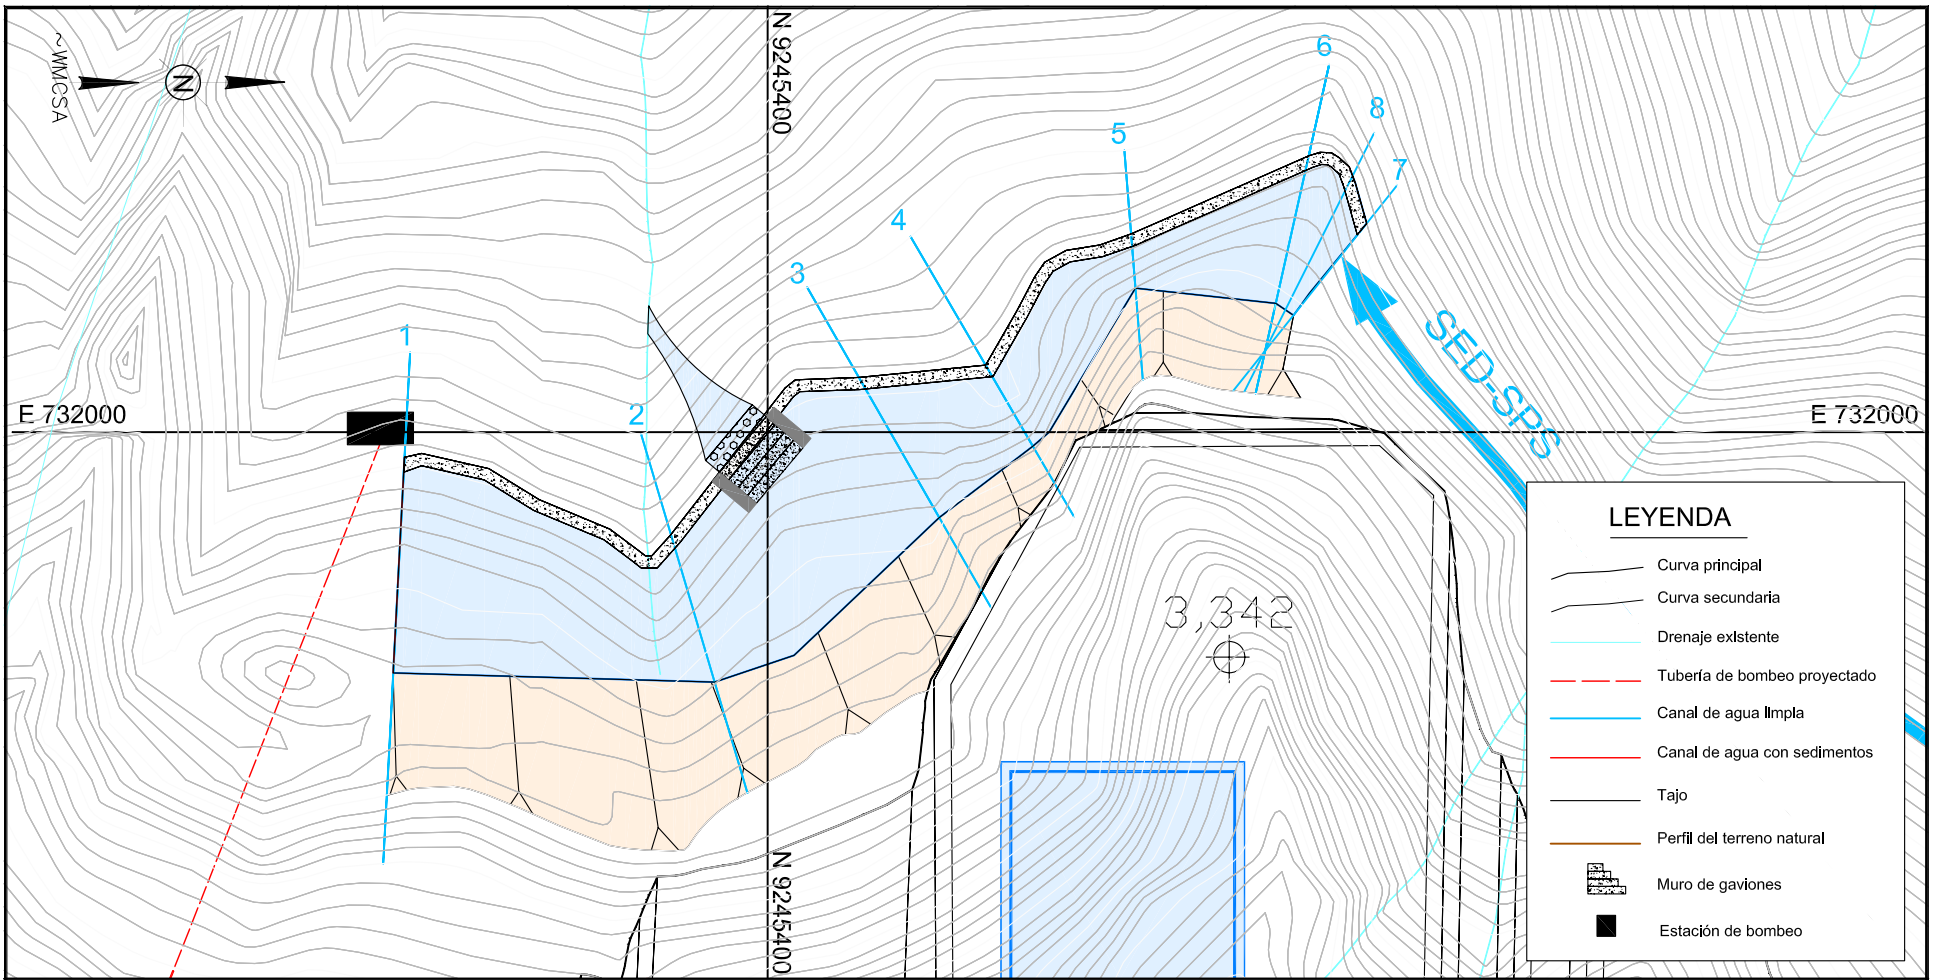 ~WMCSA
N
N 9245400
6
8
5
7
4
3
1
2
SED-SPS
E 732000
E 732000
3,342
N 9245400
LEYENDA
Curva principal
Curva secundaria
Drenaje existente
Tubería de bombeo proyectado
Canal de agua limpia
Canal de agua con sedimentos
Tajo
Perfil del terreno natural
Muro de gaviones
Estación de bombeo